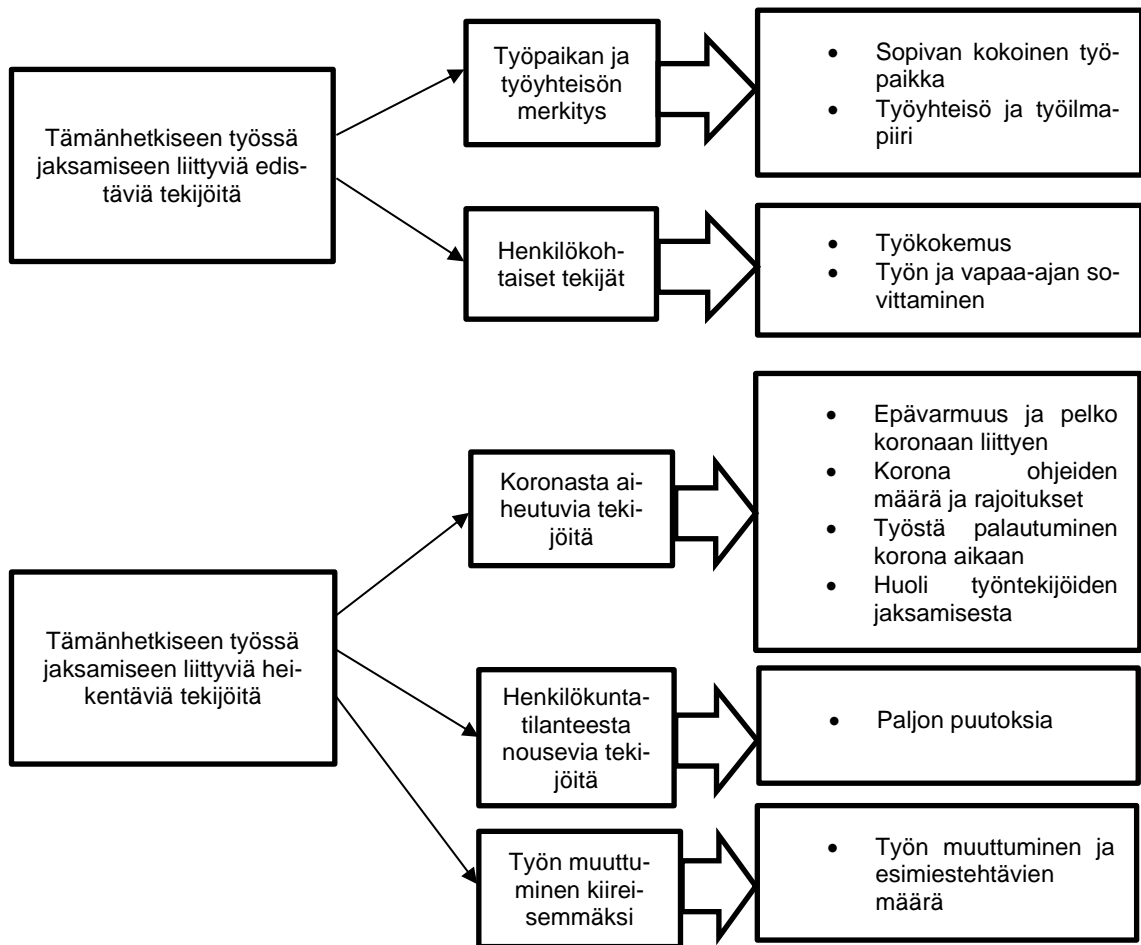 Tämänhetkiseen työssä
jaksamiseen liittyviä edis-
täviä tekijöitä
Työpaikan ja
työyhteisön
merkitys
• Sopivan kokoinen työ-
paikka
• Työyhteisö ja työilma-
piiri
Henkilökoh-
taiset tekijät
• Työkokemus
• Työn ja vapaa-ajan so-
vittaminen
Tämänhetkiseen työssä
jaksamiseen liittyviä hei-
kentäviä tekijöitä
Koronasta ai-
heutuvia teki-
jöitä
• Epävarmuus ja pelko
koronaan liittyen
• Korona ohjeiden
määrä ja rajoitukset
• Työstä palautuminen
korona aikaan
• Huoli työntekijöiden
jaksamisesta
Henkilökunta-
tilanteesta
nousevia teki-
jöitä
• Paljon puutoksia
Työn muuttu-
minen kiirei-
semmäksi
• Työn muuttuminen ja
esimiestehtävien
määrä